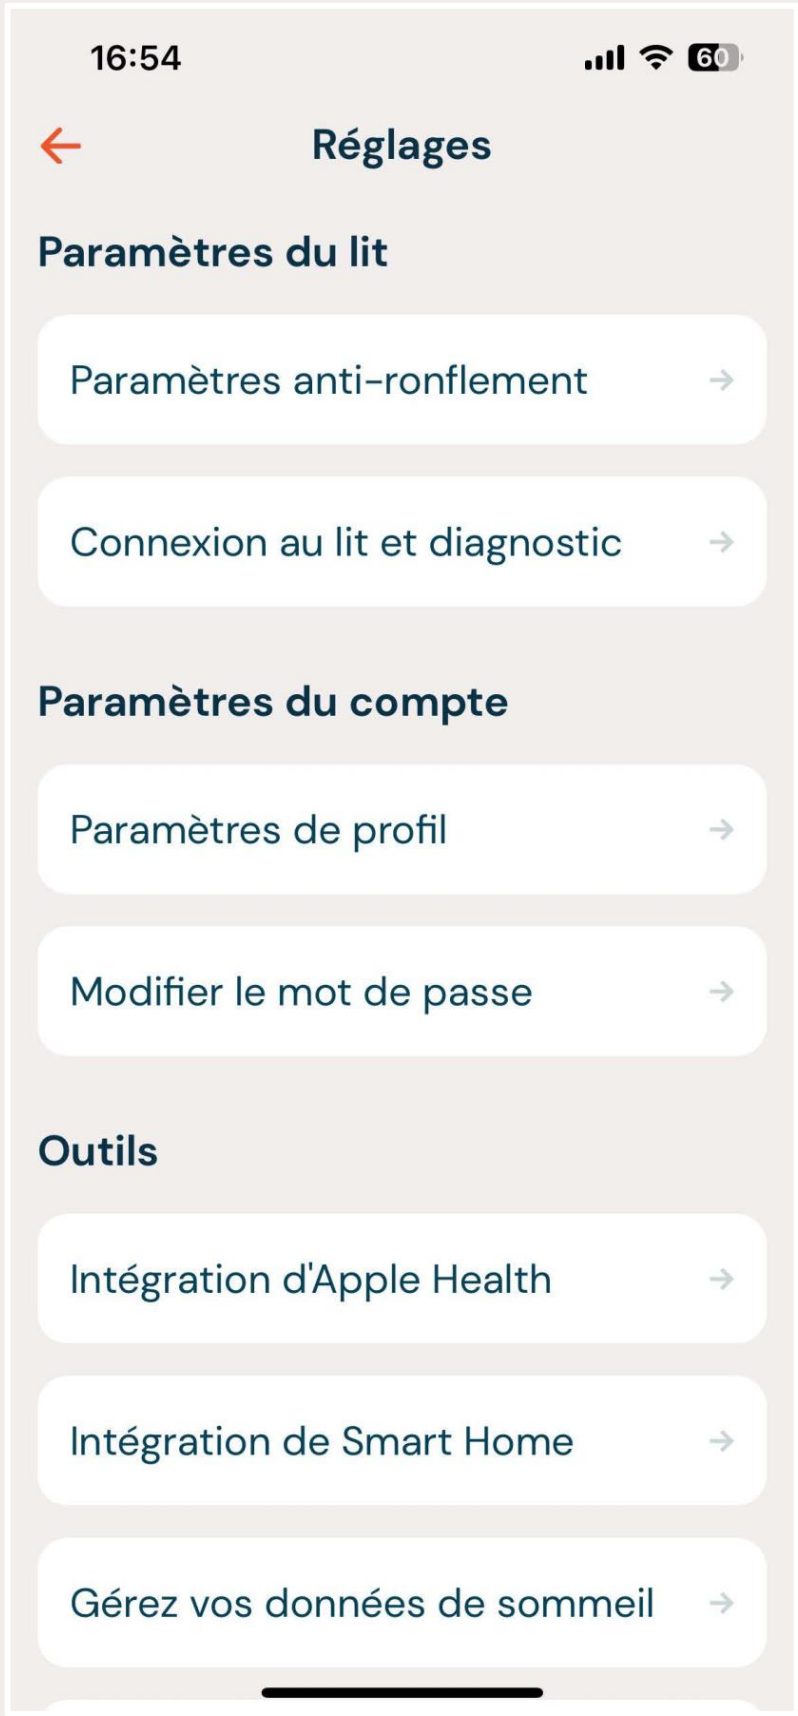 16:54
60
Réglages
Paramètres du lit
Paramètres anti-ronflement
Connexion au lit et diagnostic
Paramètres du compte
Paramètres de profil
Modifier le mot de passe
Outils
Intégration d'Apple Health
Intégration de Smart Home
Gérez vos données de sommeil